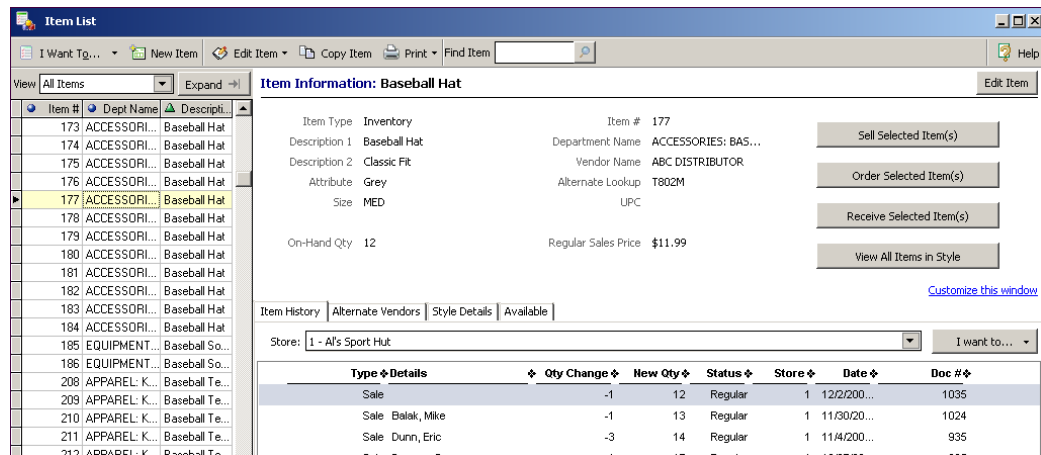 Item List
I Want To... New Item Edit Item Copy Item Print Find Item Help
View All Items Expand
Item Information: Baseball Hat Edit Item
Item # Dept Name Descripti...
173 ACCESSORI... Baseball Hat
174 ACCESSORI... Baseball Hat
175 ACCESSORI... Baseball Hat
176 ACCESSORI... Baseball Hat
177 ACCESSORI... Baseball Hat
178 ACCESSORI... Baseball Hat
179 ACCESSORI... Baseball Hat
180 ACCESSORI... Baseball Hat
181 ACCESSORI... Baseball Hat
182 ACCESSORI... Baseball Hat
183 ACCESSORI... Baseball Hat
184 ACCESSORI... Baseball Hat
185 EQUIPMENT... Baseball So...
186 EQUIPMENT... Baseball So...
208 APPAREL: K... Baseball Te...
209 APPAREL: K... Baseball Te...
210 APPAREL: K... Baseball Te...
211 APPAREL: K... Baseball Te...
212 APPAREL: K... Baseball Te...
Item Type Inventory Item # 177
Description 1 Baseball Hat Department Name ACCESSORIES: BAS...
Description 2 Classic Fit Vendor Name ABC DISTRIBUTOR
Attribute Grey Alternate Lookup T802M
Size MED UPC
On-Hand Qty 12 Regular Sales Price $11.99
Sell Selected Item(s)
Order Selected Item(s)
Receive Selected Item(s)
View All Items in Style
Customize this window
Item History Alternate Vendors Style Details Available
Store: 1 - Al's Sport Hut I want to...
Type Details Qty Change New Qty Status Store Date Doc #
Sale -1 12 Regular 1 12/2/200... 1035
Sale Balak, Mike -1 13 Regular 1 11/30/20... 1024
Sale Dunn, Eric -3 14 Regular 1 11/4/200... 935